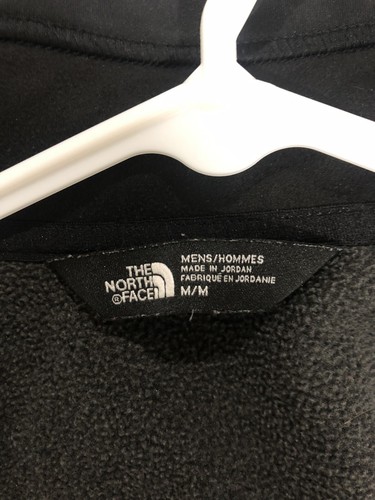 THE
NORTH
®FACE
MENS/HOMMES
MADE IN JORDAN
FABRIQUÉ EN JORDANIE
M/M